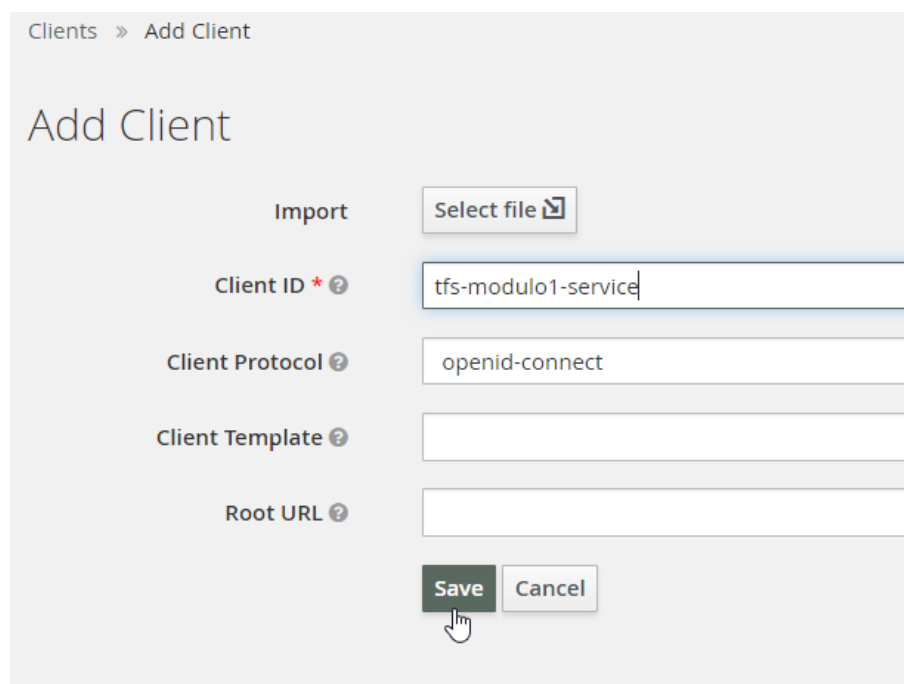 Clients » Add Client
Add Client
Import Select file
Client ID * tfs-modulo1-service
Client Protocol openid-connect
Client Template
Root URL
Save Cancel